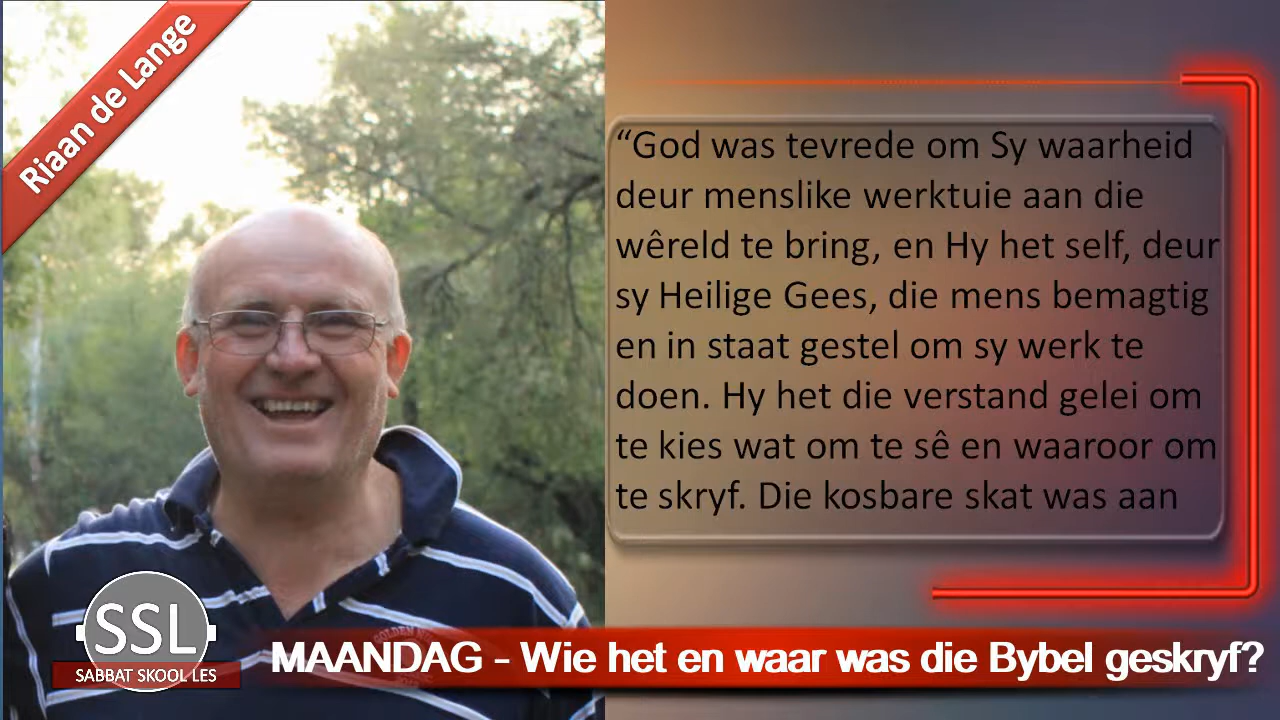 Riaan de Lange
“God was tevrede om Sy waarheid
deur menslike werktuie aan die
wêreld te bring, en Hy het self, deur
sy Heilige Gees, die mens bemagtig
en in staat gestel om sy werk te
doen. Hy het die verstand gelei om
te kies wat om te sê en waaroor om
te skryf. Die kosbare skat was aan
SSL
SABBAT SKOOL LES
MAANDAG - Wie het en waar was die Bybel geskryf?